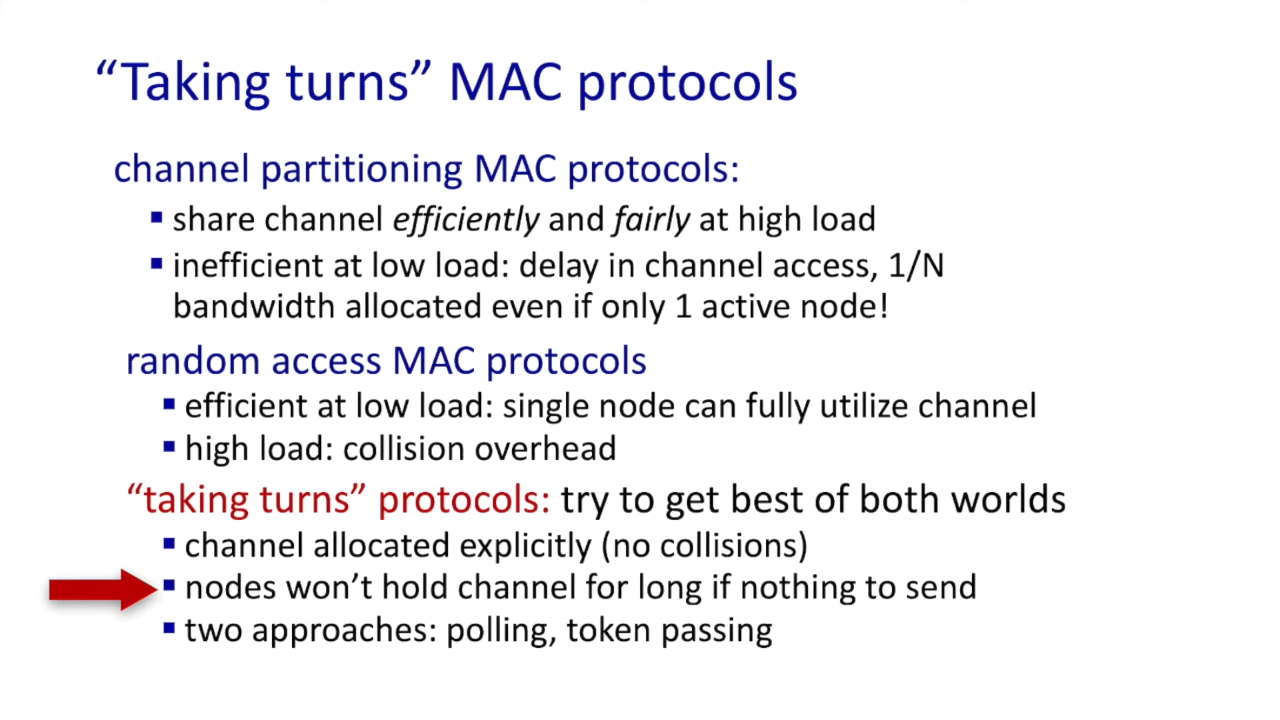 “Taking turns” MAC protocols
channel partitioning MAC protocols:
▪ share channel efficiently and fairly at high load
▪ inefficient at low load: delay in channel access, 1/N
bandwidth allocated even if only 1 active node!
random access MAC protocols
▪ efficient at low load: single node can fully utilize channel
▪ high load: collision overhead
“taking turns” protocols: try to get best of both worlds
▪ channel allocated explicitly (no collisions)
▪ nodes won’t hold channel for long if nothing to send
▪ two approaches: polling, token passing